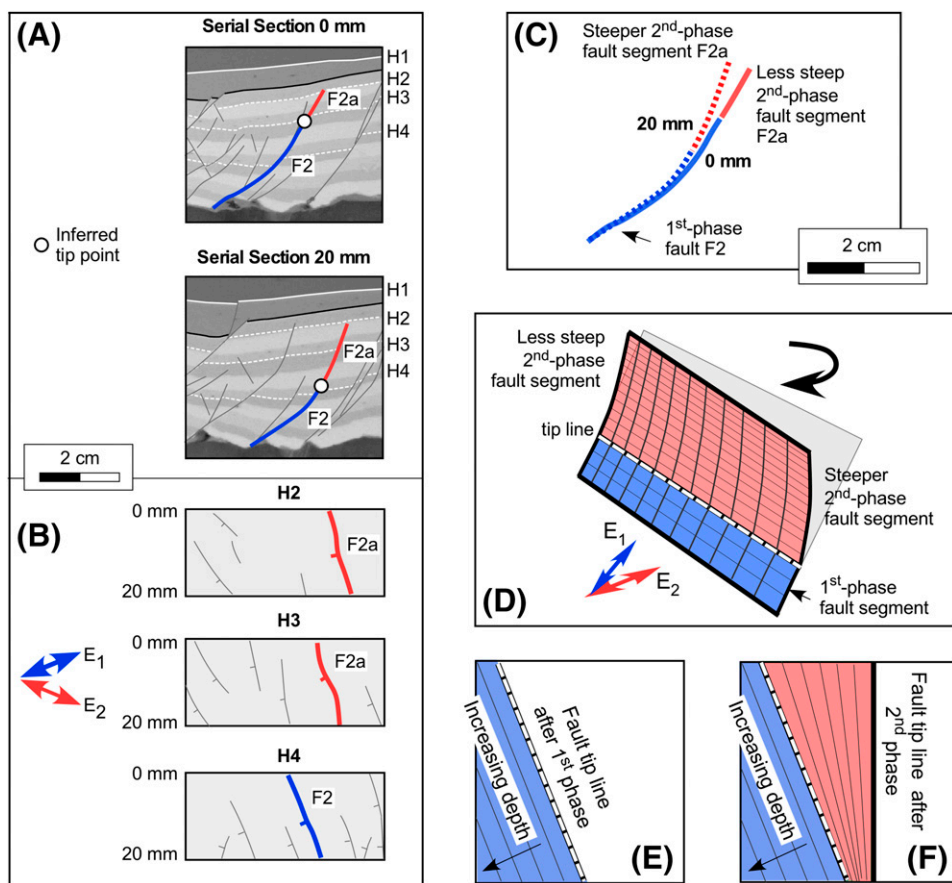 (A)
Serial Section 0 mm
H1
H2
H3
H4
F2a
F2
Inferred
tip point
Serial Section 20 mm
H1
H2
H3
H4
F2a
F2
2 cm
(B)
H2
0 mm
F2a
20 mm
H3
0 mm
F2a
20 mm
E1
E2
H4
0 mm
F2
20 mm
(C)
Steeper 2nd-phase
fault segment F2a
Less steep
2nd-phase
fault segment
F2a
20 mm
0 mm
1st-phase
fault F2
2 cm
Less steep
2nd-phase
fault segment
tip line
Steeper
2nd-phase
fault segment
E1
E2
(D)
1st-phase
fault segment
Increasing depth
Fault tip line
after 1st phase
(E)
Increasing depth
Fault tip line after
2nd phase
(F)